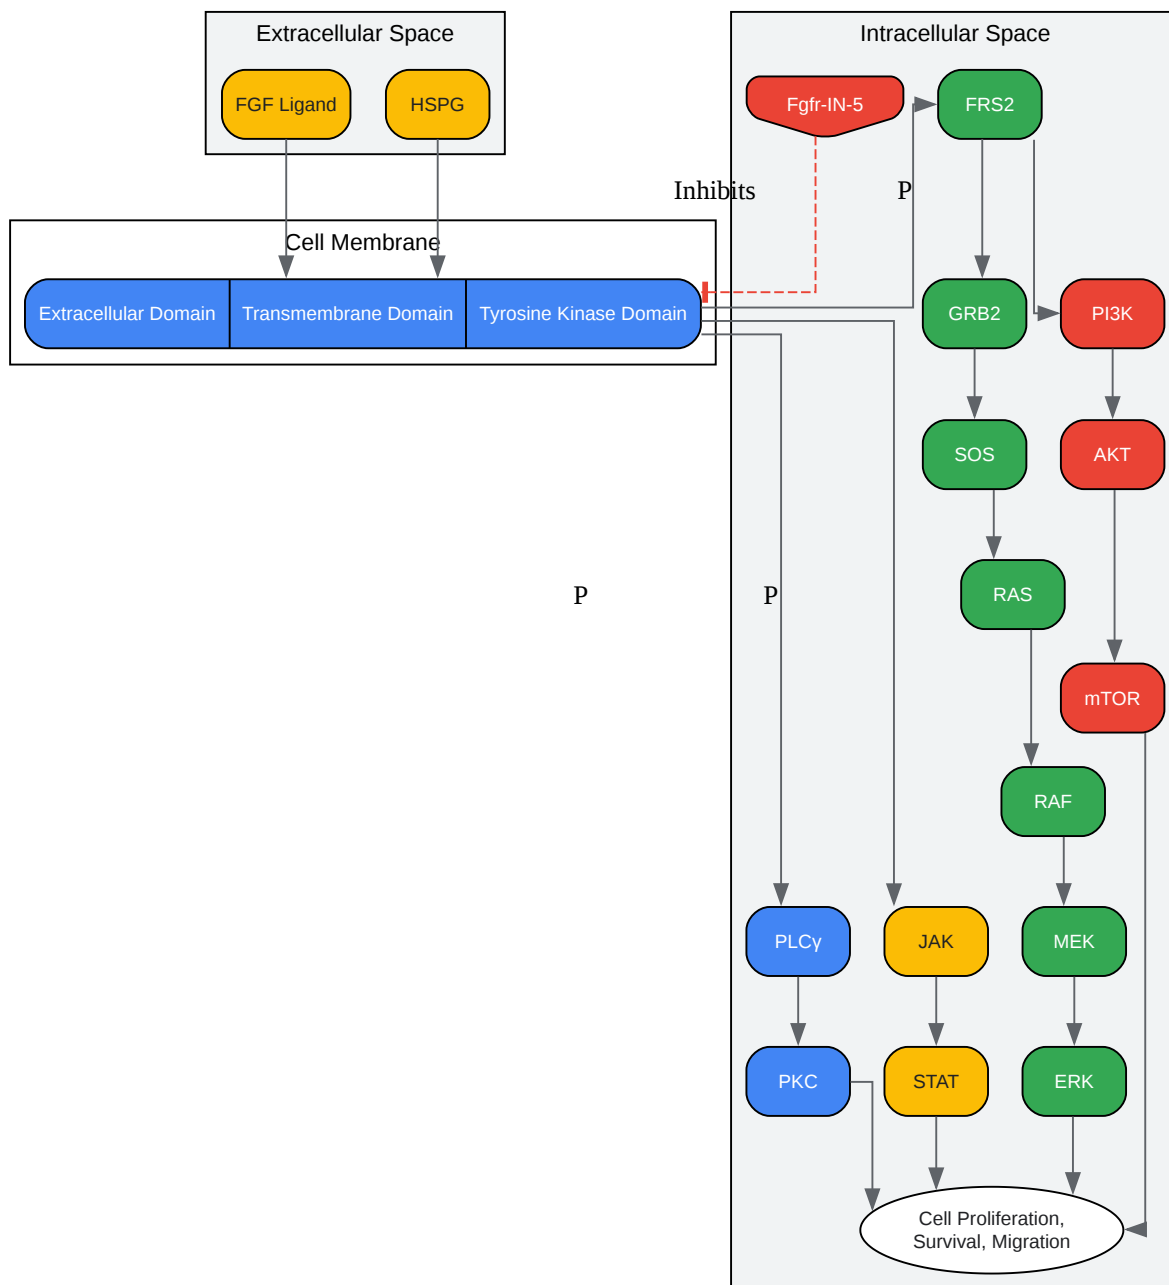 Extracellular Space
Intracellular Space
FGF Ligand
HSPG
Fgfr-IN-5
FRS2
Inhibits
P
Cell Membrane
Extracellular Domain
Transmembrane Domain
Tyrosine Kinase Domain
GRB2
PI3K
SOS
AKT
P
P
RAS
mTOR
RAF
PLCγ
JAK
MEK
PKC
STAT
ERK
Cell Proliferation,
Survival, Migration